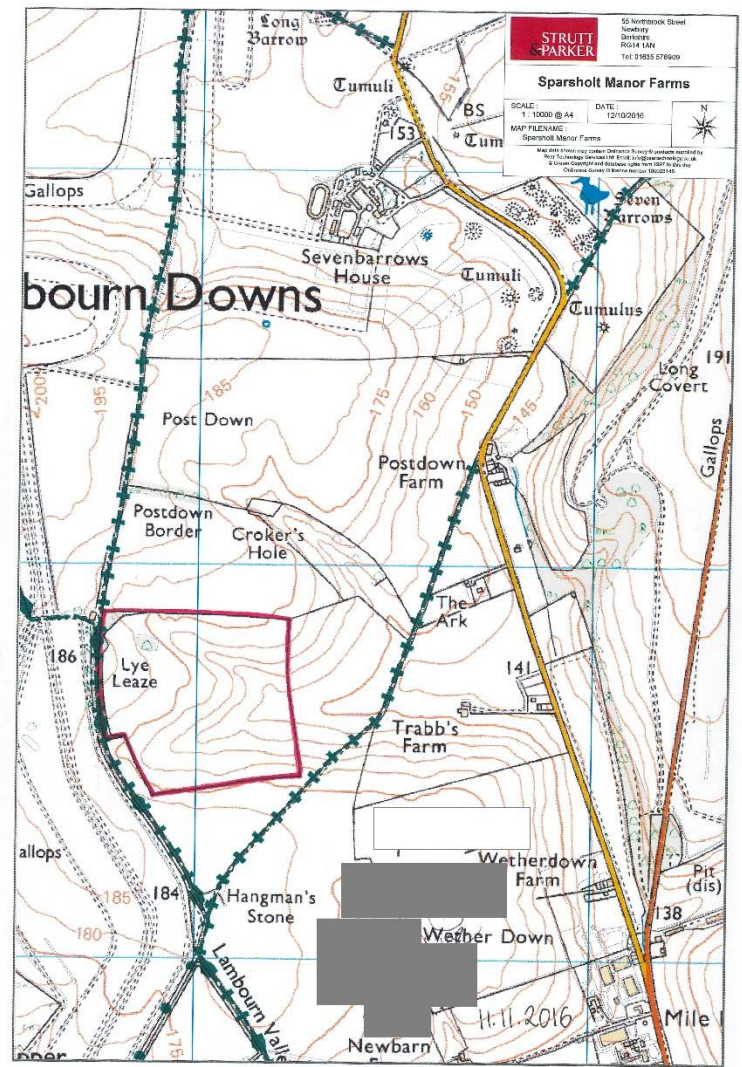 Long
Barrow
STRUTT
& PARKER
55 Northbrook Street
Newbury
Berkshire
RG14 1AN
Sparsholt Manor Farms
SCALE :
1 : 10000 @ A4
DATE :
12/10/2016
MAP FILENAME :
Sparsholt Manor Farms
N
Tumuli
155
BS
153
Tum
Gallops
Seven
Barrows
Sevenbarrows
House
Tumuli
bourn Downs
Tumulus
200
195
185
175
160
150
145
Long
Covert
191
Post Down
Gallops
Postdown
Farm
Postdown
Border
Croker's
Hole
The
Ark
186
Lye
Leaze
141
Trabb's
Farm
allops
Wetherdown
Farm
Pit
(dis)
185
184
Hangman's
Stone
138
180
Wether Down
Lambourn Valle
11.11.2016
Mile
175
Newbarn
pper